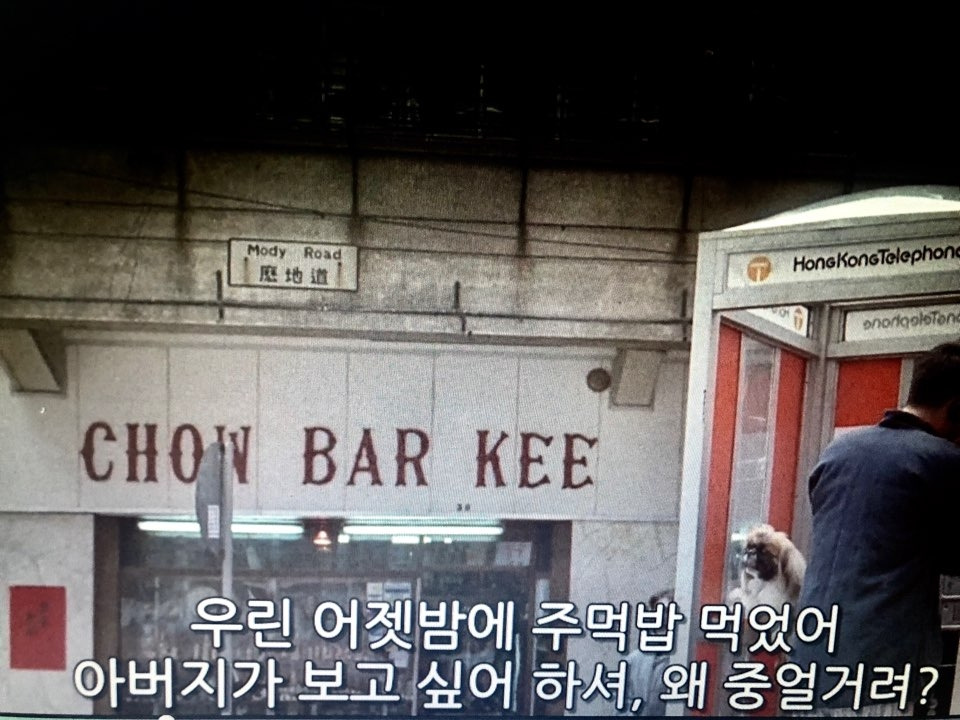 Mody Road
麼地道
HongKongTelephone
CHOW BAR KEE
우린 어젯밤에 주먹밥 먹었어
아버지가 보고 싶어 하셔, 왜 중얼거려?